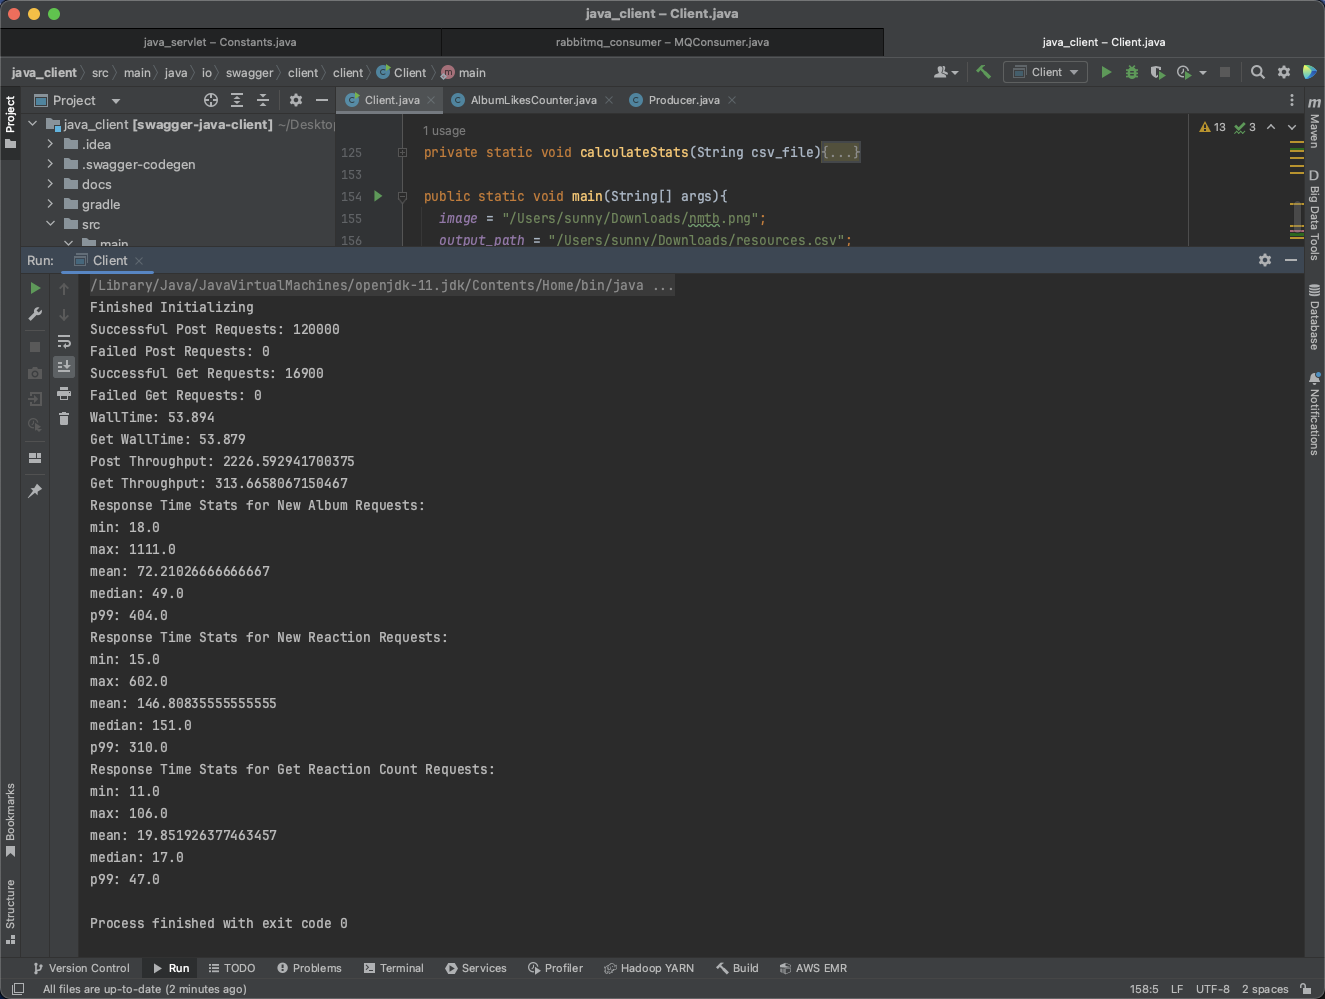 java_client – Client.java
java_servlet – Constants.java
rabbitmq_consumer – MQConsumer.java
java_client – Client.java
java_client src main java io swagger client client Client main
Client
Project
Client.java
AlbumLikesCounter.java
Producer.java
java_client [swagger-java-client] ~/Deskto
.idea
.swagger-codegen
docs
gradle
src
main
1 usage
13 3
125 private static void calculateStats(String csv_file){...}
153
154 public static void main(String[] args){
155 image = "/Users/sunny/Downloads/nmtb.png";
156 output_path = "/Users/sunny/Downloads/resources.csv";
Run: Client
/Library/Java/JavaVirtualMachines/openjdk-11.jdk/Contents/Home/bin/java ...
Finished Initializing
Successful Post Requests: 120000
Failed Post Requests: 0
Successful Get Requests: 16900
Failed Get Requests: 0
WallTime: 53.894
Get WallTime: 53.879
Post Throughput: 2226.592941700375
Get Throughput: 313.6658067150467
Response Time Stats for New Album Requests:
min: 18.0
max: 1111.0
mean: 72.21026666666667
median: 49.0
p99: 404.0
Response Time Stats for New Reaction Requests:
min: 15.0
max: 602.0
mean: 146.80835555555555
median: 151.0
p99: 310.0
Response Time Stats for Get Reaction Count Requests:
min: 11.0
max: 106.0
mean: 19.851926377463457
median: 17.0
p99: 47.0
Process finished with exit code 0
Project
Bookmarks
Structure
m
Maven
D
Big Data Tools
Database
Notifications
Version Control
Run
TODO
Problems
Terminal
Services
Profiler
Hadoop YARN
Build
AWS EMR
All files are up-to-date (2 minutes ago)
158:5 LF UTF-8 2 spaces